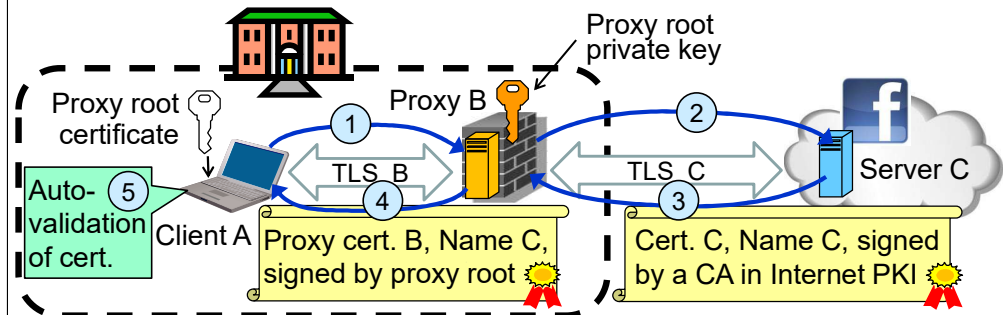 Proxy root
private key
Proxy root
certificate
Proxy B
1
2
f
TLS_B
TLS_C
Server C
5
Auto-
validation
of cert.
4
3
Client A
Proxy cert. B, Name C,
signed by proxy root
Cert. C, Name C, signed
by a CA in Internet PKI